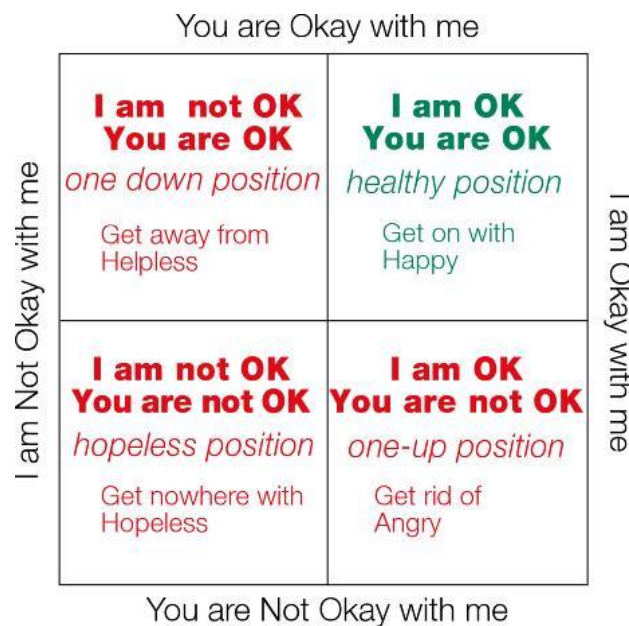 You are Okay with me
I am not OK
You are OK
one down position
Get away from
Helpless
I am OK
You are OK
healthy position
Get on with
Happy
I am Not Okay with me
I am Okay with me
I am not OK
You are not OK
hopeless position
Get nowhere with
Hopeless
I am OK
You are not OK
one-up position
Get rid of
Angry
You are Not Okay with me